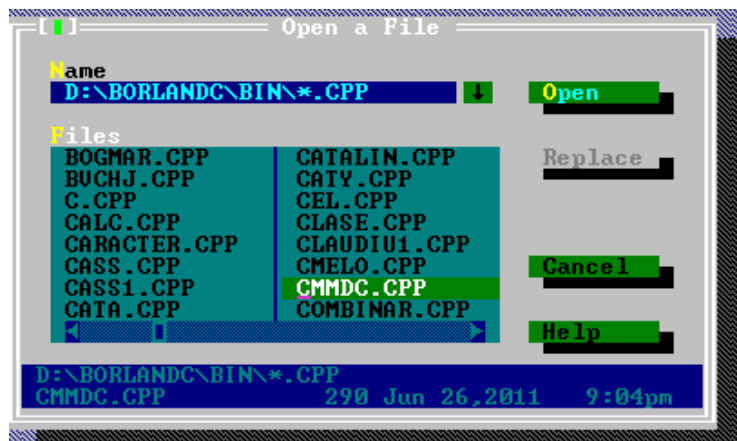 [ ] Open a File
Name
D:\BORLANDC\BIN\*.CPP ↓ Open
Files
BOGMAR.CPP CATALIN.CPP Replace
BVCHJ.CPP CATY.CPP
C.CPP CEL.CPP
CALC.CPP CLASE.CPP
CARACTER.CPP CLAUDIU1.CPP
CASS.CPP CMELO.CPP Cancel
CASS1.CPP CMMDC.CPP
CATA.CPP COMBINAR.CPP
Help
D:\BORLANDC\BIN\*.CPP
CMMDC.CPP 290 Jun 26,2011 9:04pm